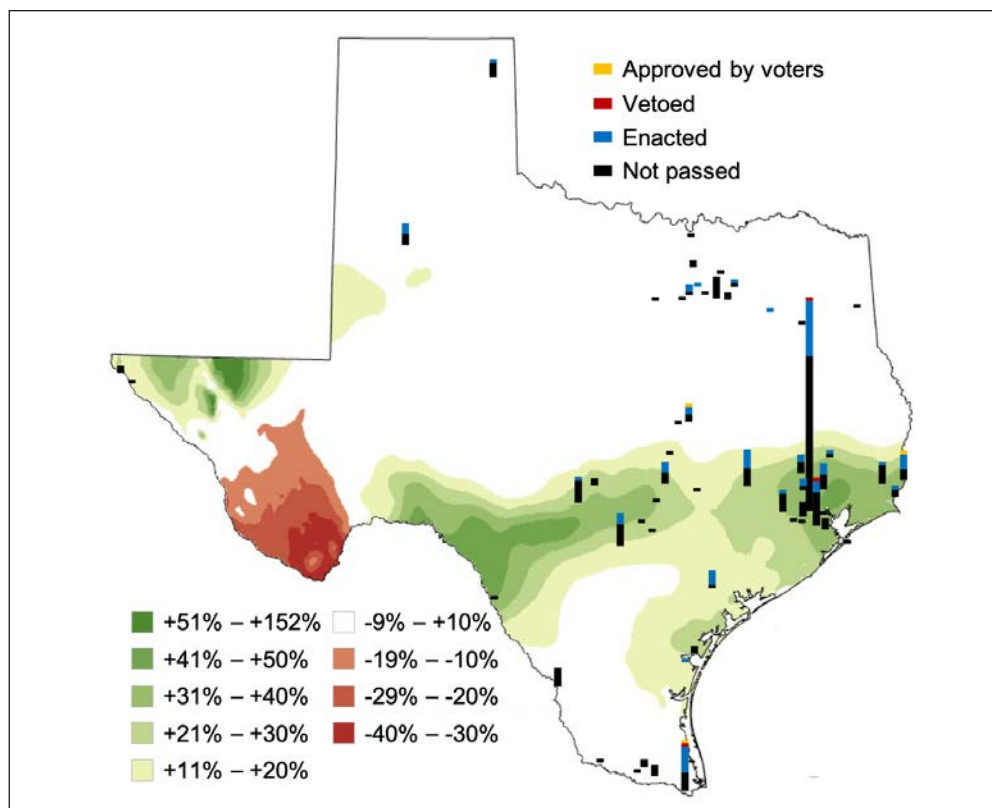 Approved by voters
Vetoed
Enacted
Not passed
+51% – +152%
+41% – +50%
+31% – +40%
+21% – +30%
+11% – +20%
-9% – +10%
-19% – -10%
-29% – -20%
-40% – -30%